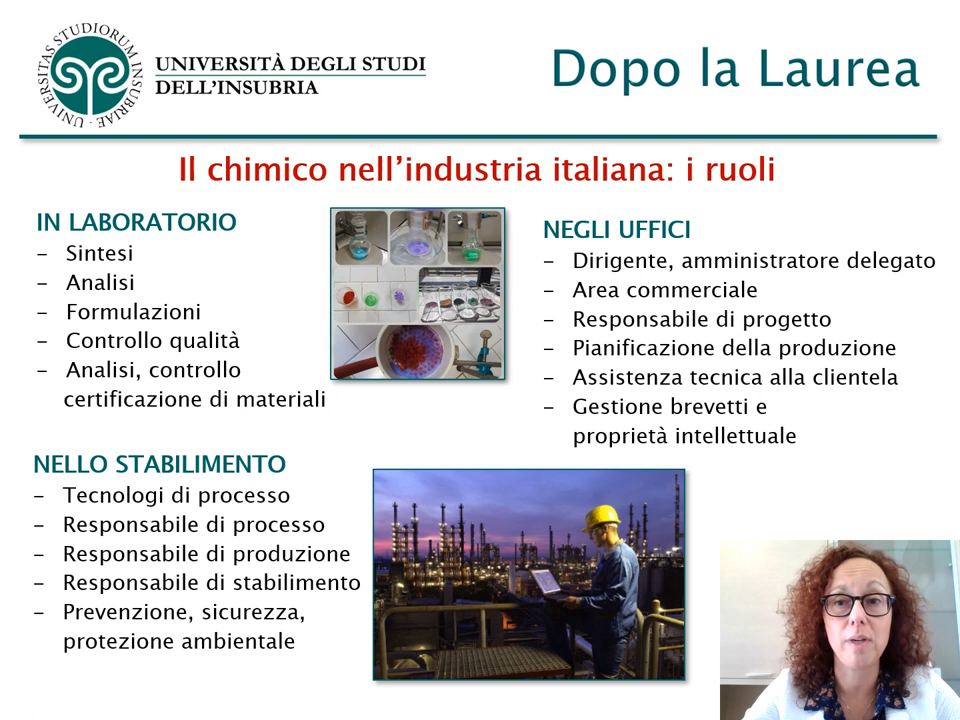 UNIVERSITAS STUDIORUM INSUBRIAE
UNIVERSITÀ DEGLI STUDI
DELL'INSUBRIA
Dopo la Laurea
Il chimico nell'industria italiana: i ruoli
IN LABORATORIO
– Sintesi
– Analisi
– Formulazioni
– Controllo qualità
– Analisi, controllo
certificazione di materiali
NELLO STABILIMENTO
– Tecnologi di processo
– Responsabile di processo
– Responsabile di produzione
– Responsabile di stabilimento
– Prevenzione, sicurezza,
protezione ambientale
NEGLI UFFICI
– Dirigente, amministratore delegato
– Area commerciale
– Responsabile di progetto
– Pianificazione della produzione
– Assistenza tecnica alla clientela
– Gestione brevetti e
proprietà intellettuale